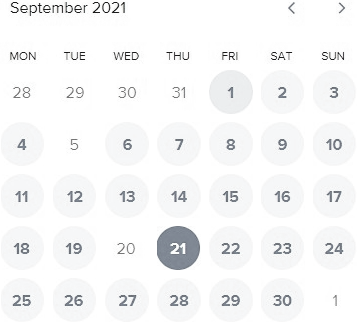 September 2021
MON TUE WED THU FRI SAT SUN
28 29 30 31 1 2 3
4 5 6 7 8 9 10
11 12 13 14 15 16 17
18 19 20 21 22 23 24
25 26 27 28 29 30 1